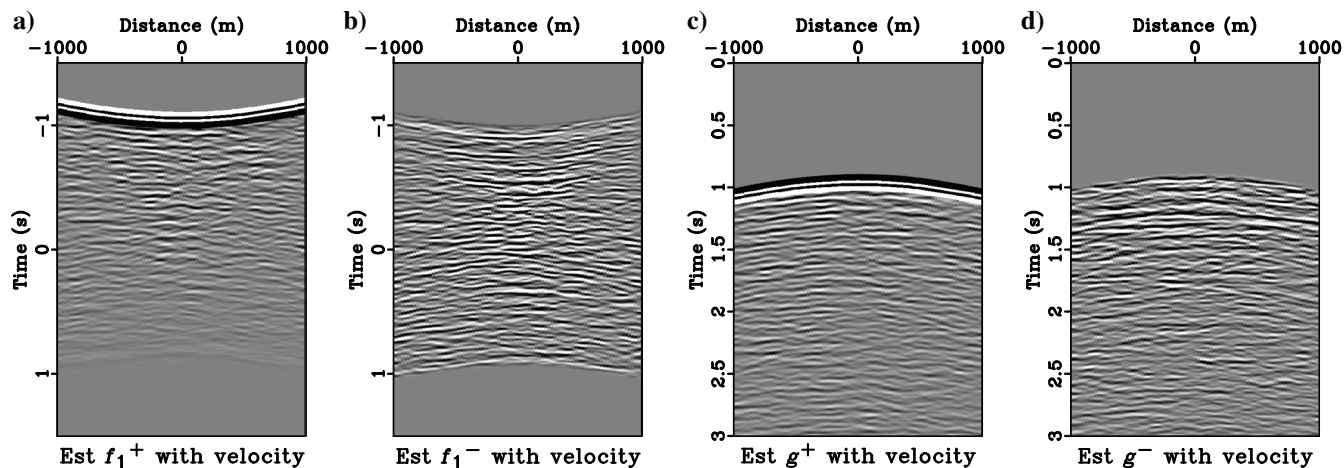 a)
Distance (m)
−1000 0 1000
Time (s)
−1
0
1
Est f₁⁺ with velocity
b)
Distance (m)
−1000 0 1000
Time (s)
−1
0
1
Est f₁⁻ with velocity
c)
Distance (m)
−1000 0 1000
Time (s)
0
0.5
1
1.5
2
2.5
3
Est g⁺ with velocity
d)
Distance (m)
−1000 0 1000
Time (s)
0
0.5
1
1.5
2
2.5
3
Est g⁻ with velocity